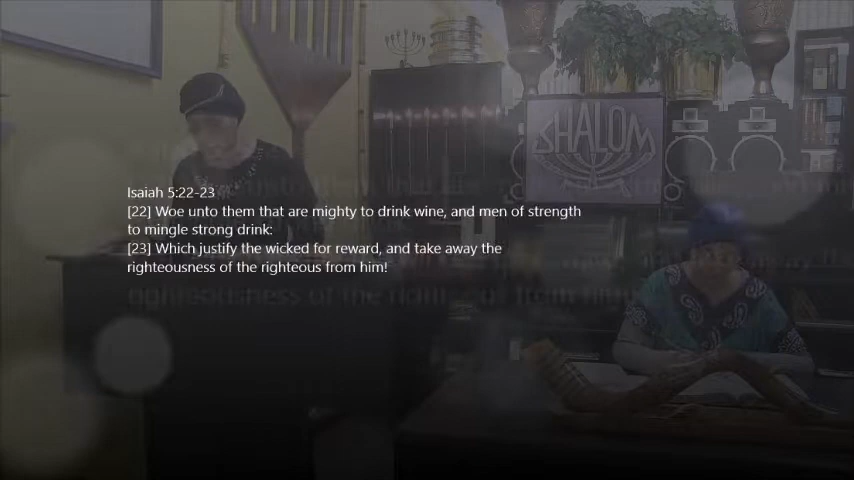 SHALOM
Isaiah 5:22-23
[22] Woe unto them that are mighty to drink wine, and men of strength
to mingle strong drink:
[23] Which justify the wicked for reward, and take away the
righteousness of the righteous from him!